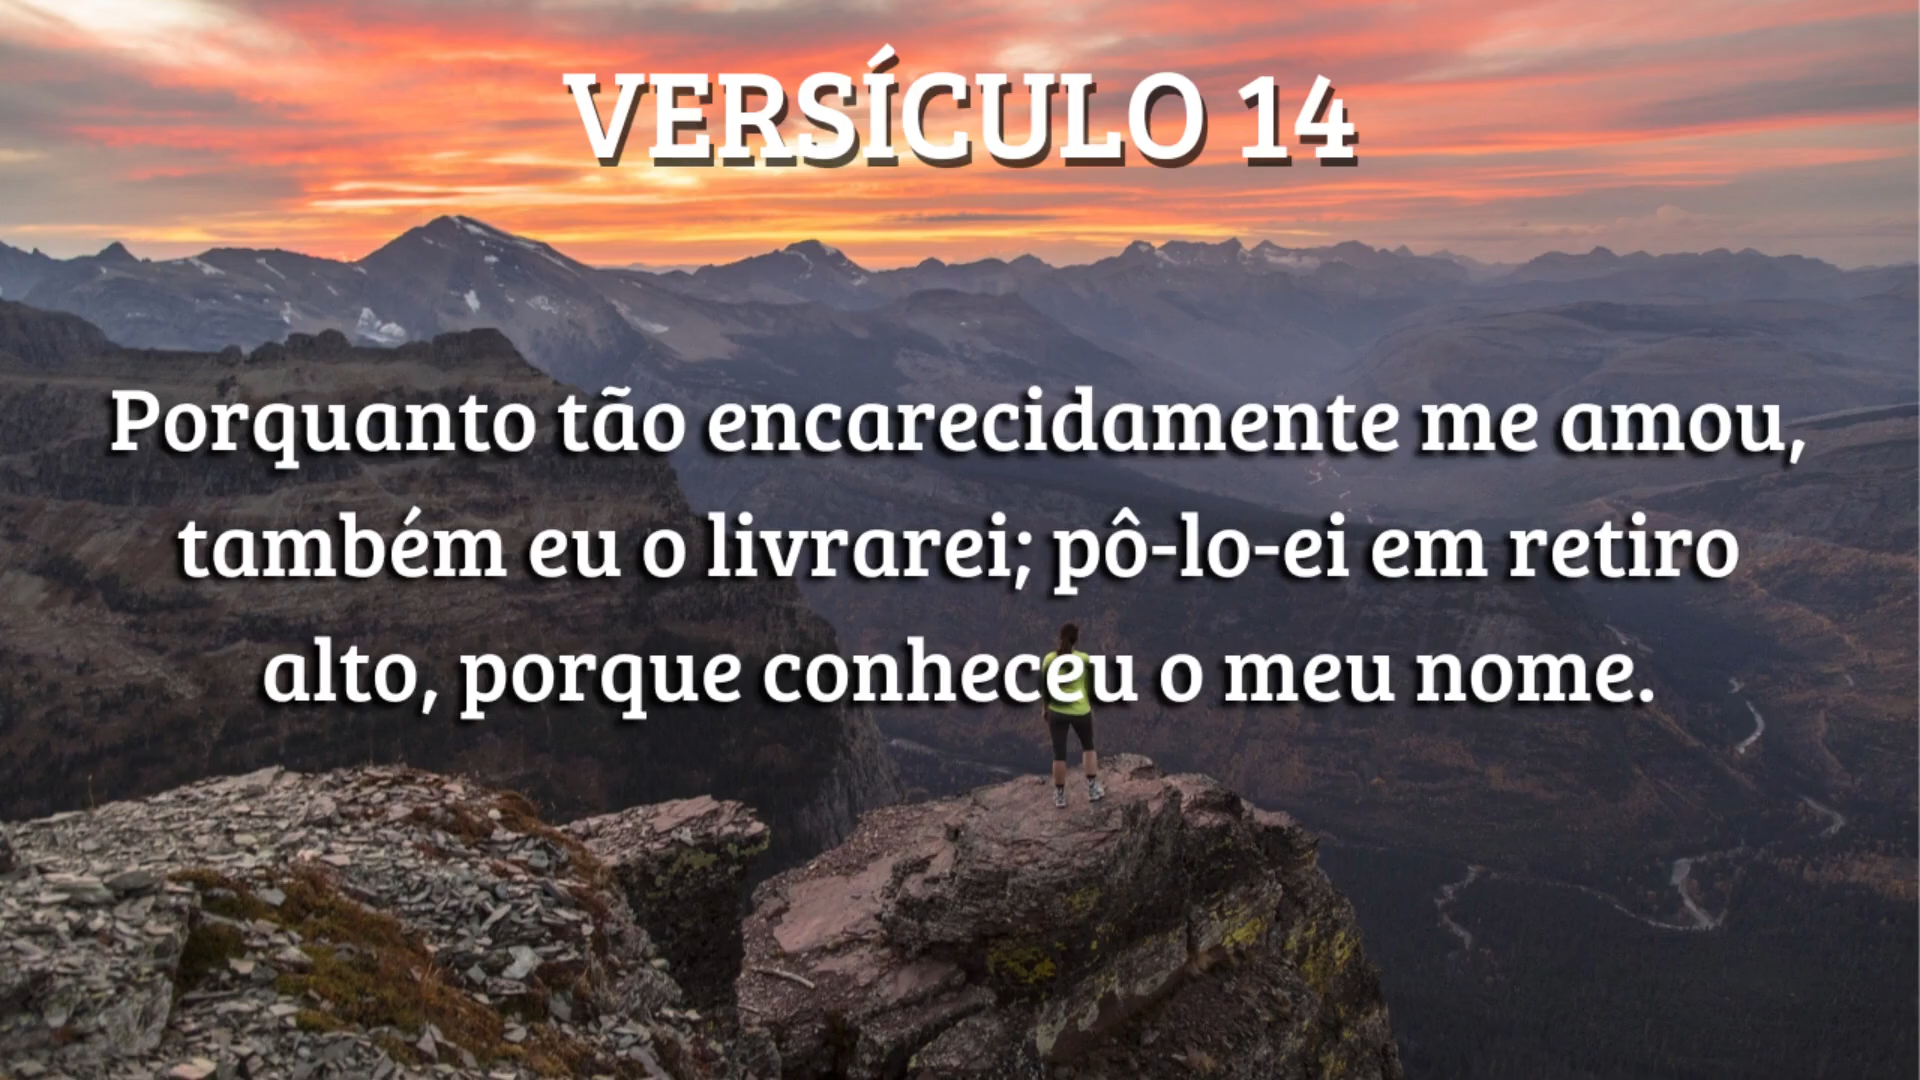 VERSÍCULO 14
Porquanto tão encarecidamente me amou,
também eu o livrarei; pô-lo-ei em retiro
alto, porque conheceu o meu nome.